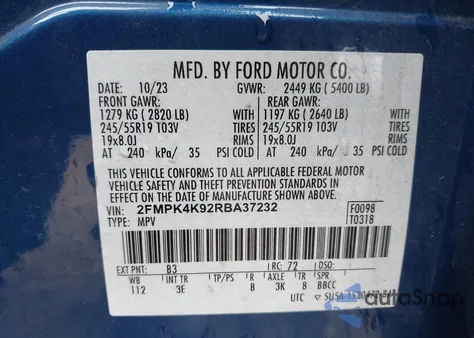 MFD. BY FORD MOTOR CO.
DATE: 10/23 GVWR: 2449 KG ( 5400 LB)
FRONT GAWR: REAR GAWR:
1279 KG ( 2820 LB) 1197 KG ( 2640 LB)
245/55R19 103V TIRES 245/55R19 103V TIRES
19x8.0J RIMS 19x8.0J RIMS
AT 240 kPa/ 35 PSI COLD AT 240 kPa/ 35 PSI COLD
THIS VEHICLE CONFORMS TO ALL APPLICABLE FEDERAL MOTOR
VEHICLE SAFETY AND THEFT PREVENTION STANDARDS IN
EFFECT ON THE DATE OF MANUFACTURE SHOWN ABOVE.
VIN: 2FMPK4K92RBA37232 F0098
TYPE: MPV T0318
EXT PNT: B3 RC: 72 DSO:
WB INT TR TP/PS R AXLE TR SPR
112 3E B 3K B BBCC
UTC
autoSnap